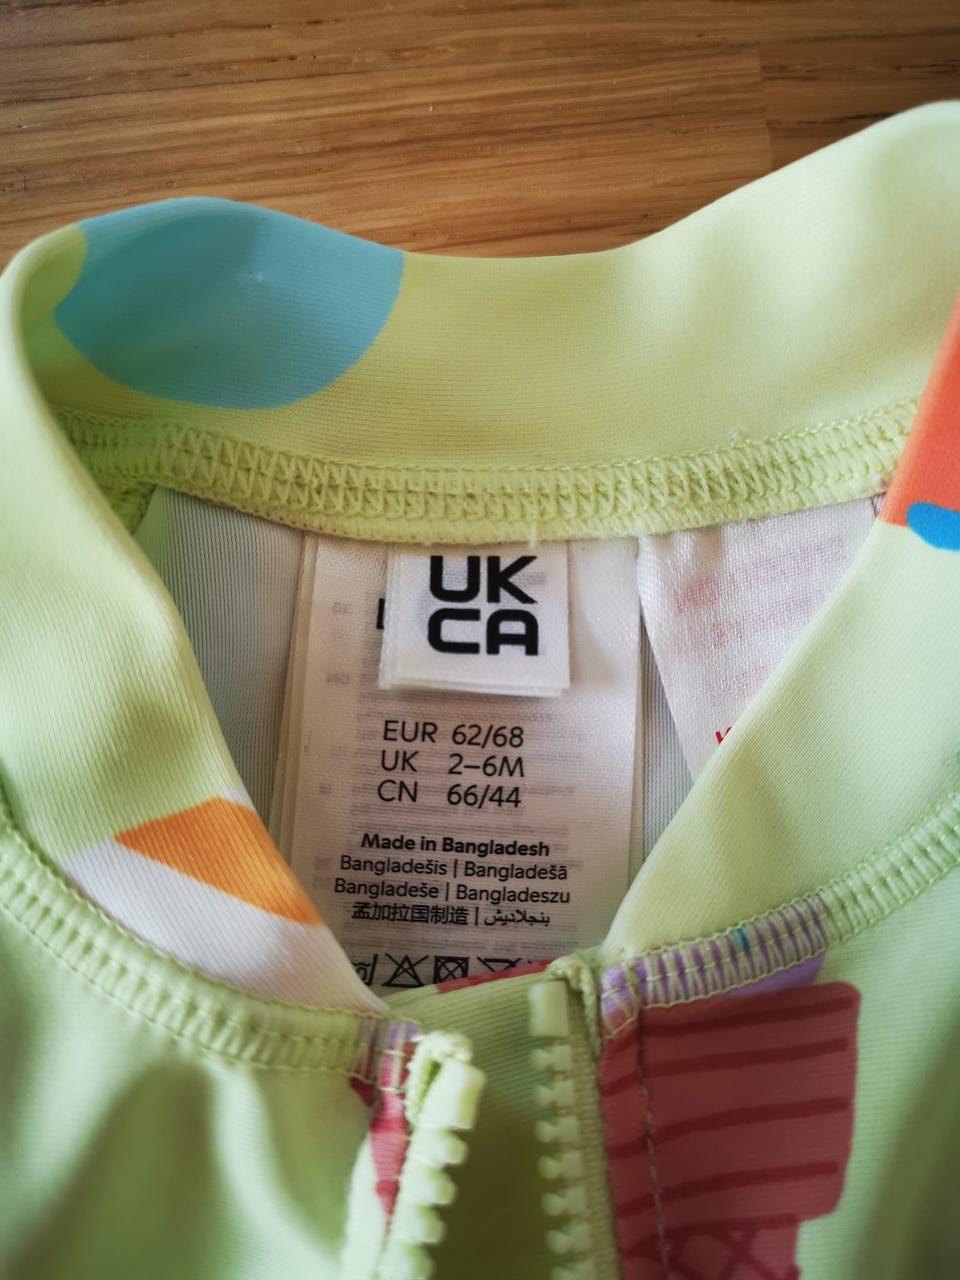 UK
CA
EUR 62/68
UK 2–6M
CN 66/44
Made in Bangladesh
Bangladešis | Bangladešā
Bangladeše | Bangladeszu
孟加拉国制造 | بنجلاديش